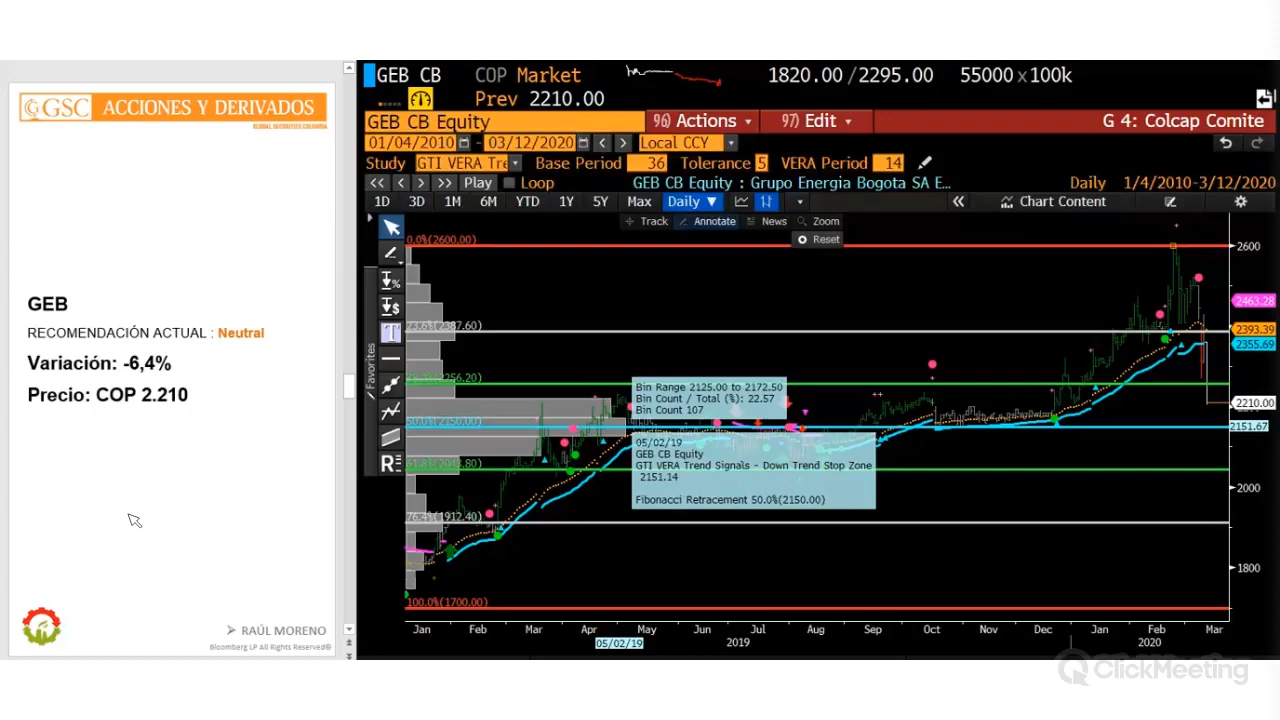 GSC ACCIONES Y DERIVADOS
GLOBAL SECURITIES COLOMBIA
GEB
RECOMENDACIÓN ACTUAL : Neutral
Variación: -6,4%
Precio: COP 2.210
➢ RAÚL MORENO
Bloomberg LP All Rights Reserved®
GEB CB COP Market 1820.00 /2295.00 55000 x100k
Prev 2210.00
GEB CB Equity 96) Actions 97) Edit G 4: Colcap Comite
01/04/2010 - 03/12/2020 Local CCY
Study GTI VERA Tre Base Period 36 Tolerance 5 VERA Period 14
Play Loop GEB CB Equity : Grupo Energia Bogota SA E... Daily 1/4/2010-3/12/2020
1D 3D 1M 6M YTD 1Y 5Y Max Daily ▼ Chart Content
Track Annotate News Zoom
Reset
Favorites
0.0%(2600.00)
2600
2463.28
23.6%(2387.60)
2393.39
2355.69
(2256.20)
Bin Range 2125.00 to 2172.50
Bin Count / Total (%): 22.57
Bin Count 107
2210.00
50.0%(2150.00)
2151.67
05/02/19
GEB CB Equity
GTI VERA Trend Signals - Down Trend Stop Zone
2151.14
Fibonacci Retracement 50.0%(2150.00)
2000
76.4%(1912.40)
1800
100.0%(1700.00)
Jan Feb Mar Apr May Jun Jul Aug Sep Oct Nov Dec Jan Feb Mar
05/02/19 2019 2020
ClickMeeting